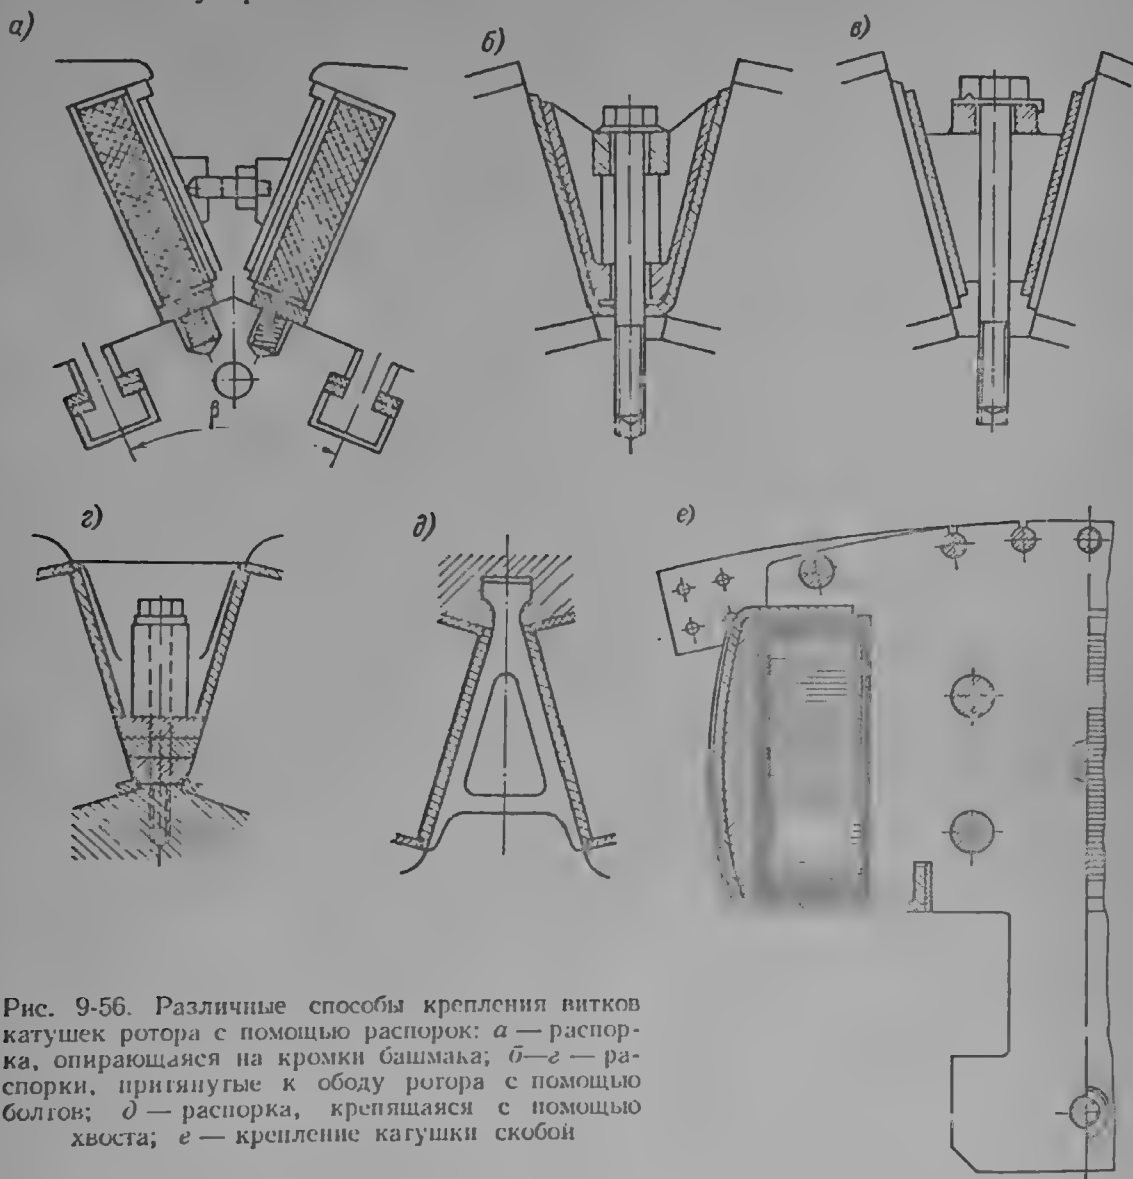 а)
б)
в)
β
г)
д)
е)
Рис. 9-56. Различные способы крепления витков
катушек ротора с помощью распорок: а — распор-
ка, опирающаяся на кромки башмака; б—г — ра-
спорки, притянутые к ободу ротора с помощью
болтов; д — распорка, крепящаяся с помощью
хвоста; е — крепление катушки скобой